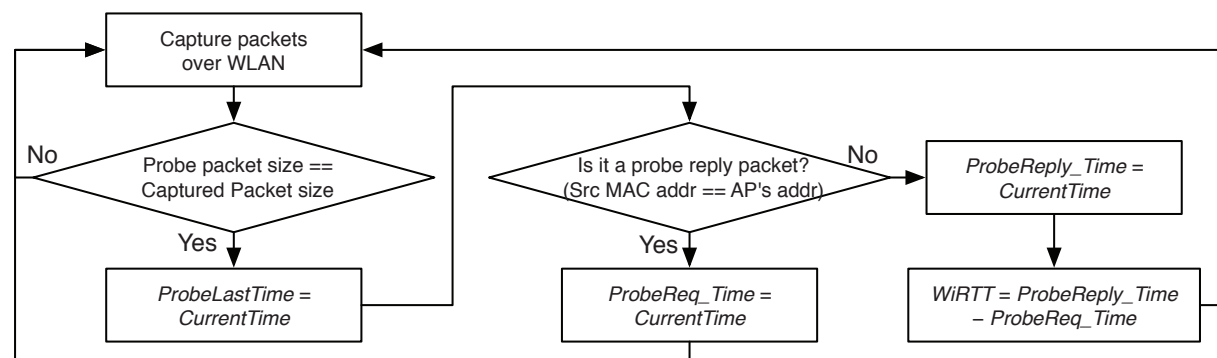 Capture packets
over WLAN
No
Probe packet size ==
Captured Packet size
Yes
ProbeLastTime =
CurrentTime
Is it a probe reply packet?
(Src MAC addr == AP's addr)
No
Yes
ProbeReq_Time =
CurrentTime
ProbeReply_Time =
CurrentTime
WiRTT = ProbeReply_Time
– ProbeReq_Time